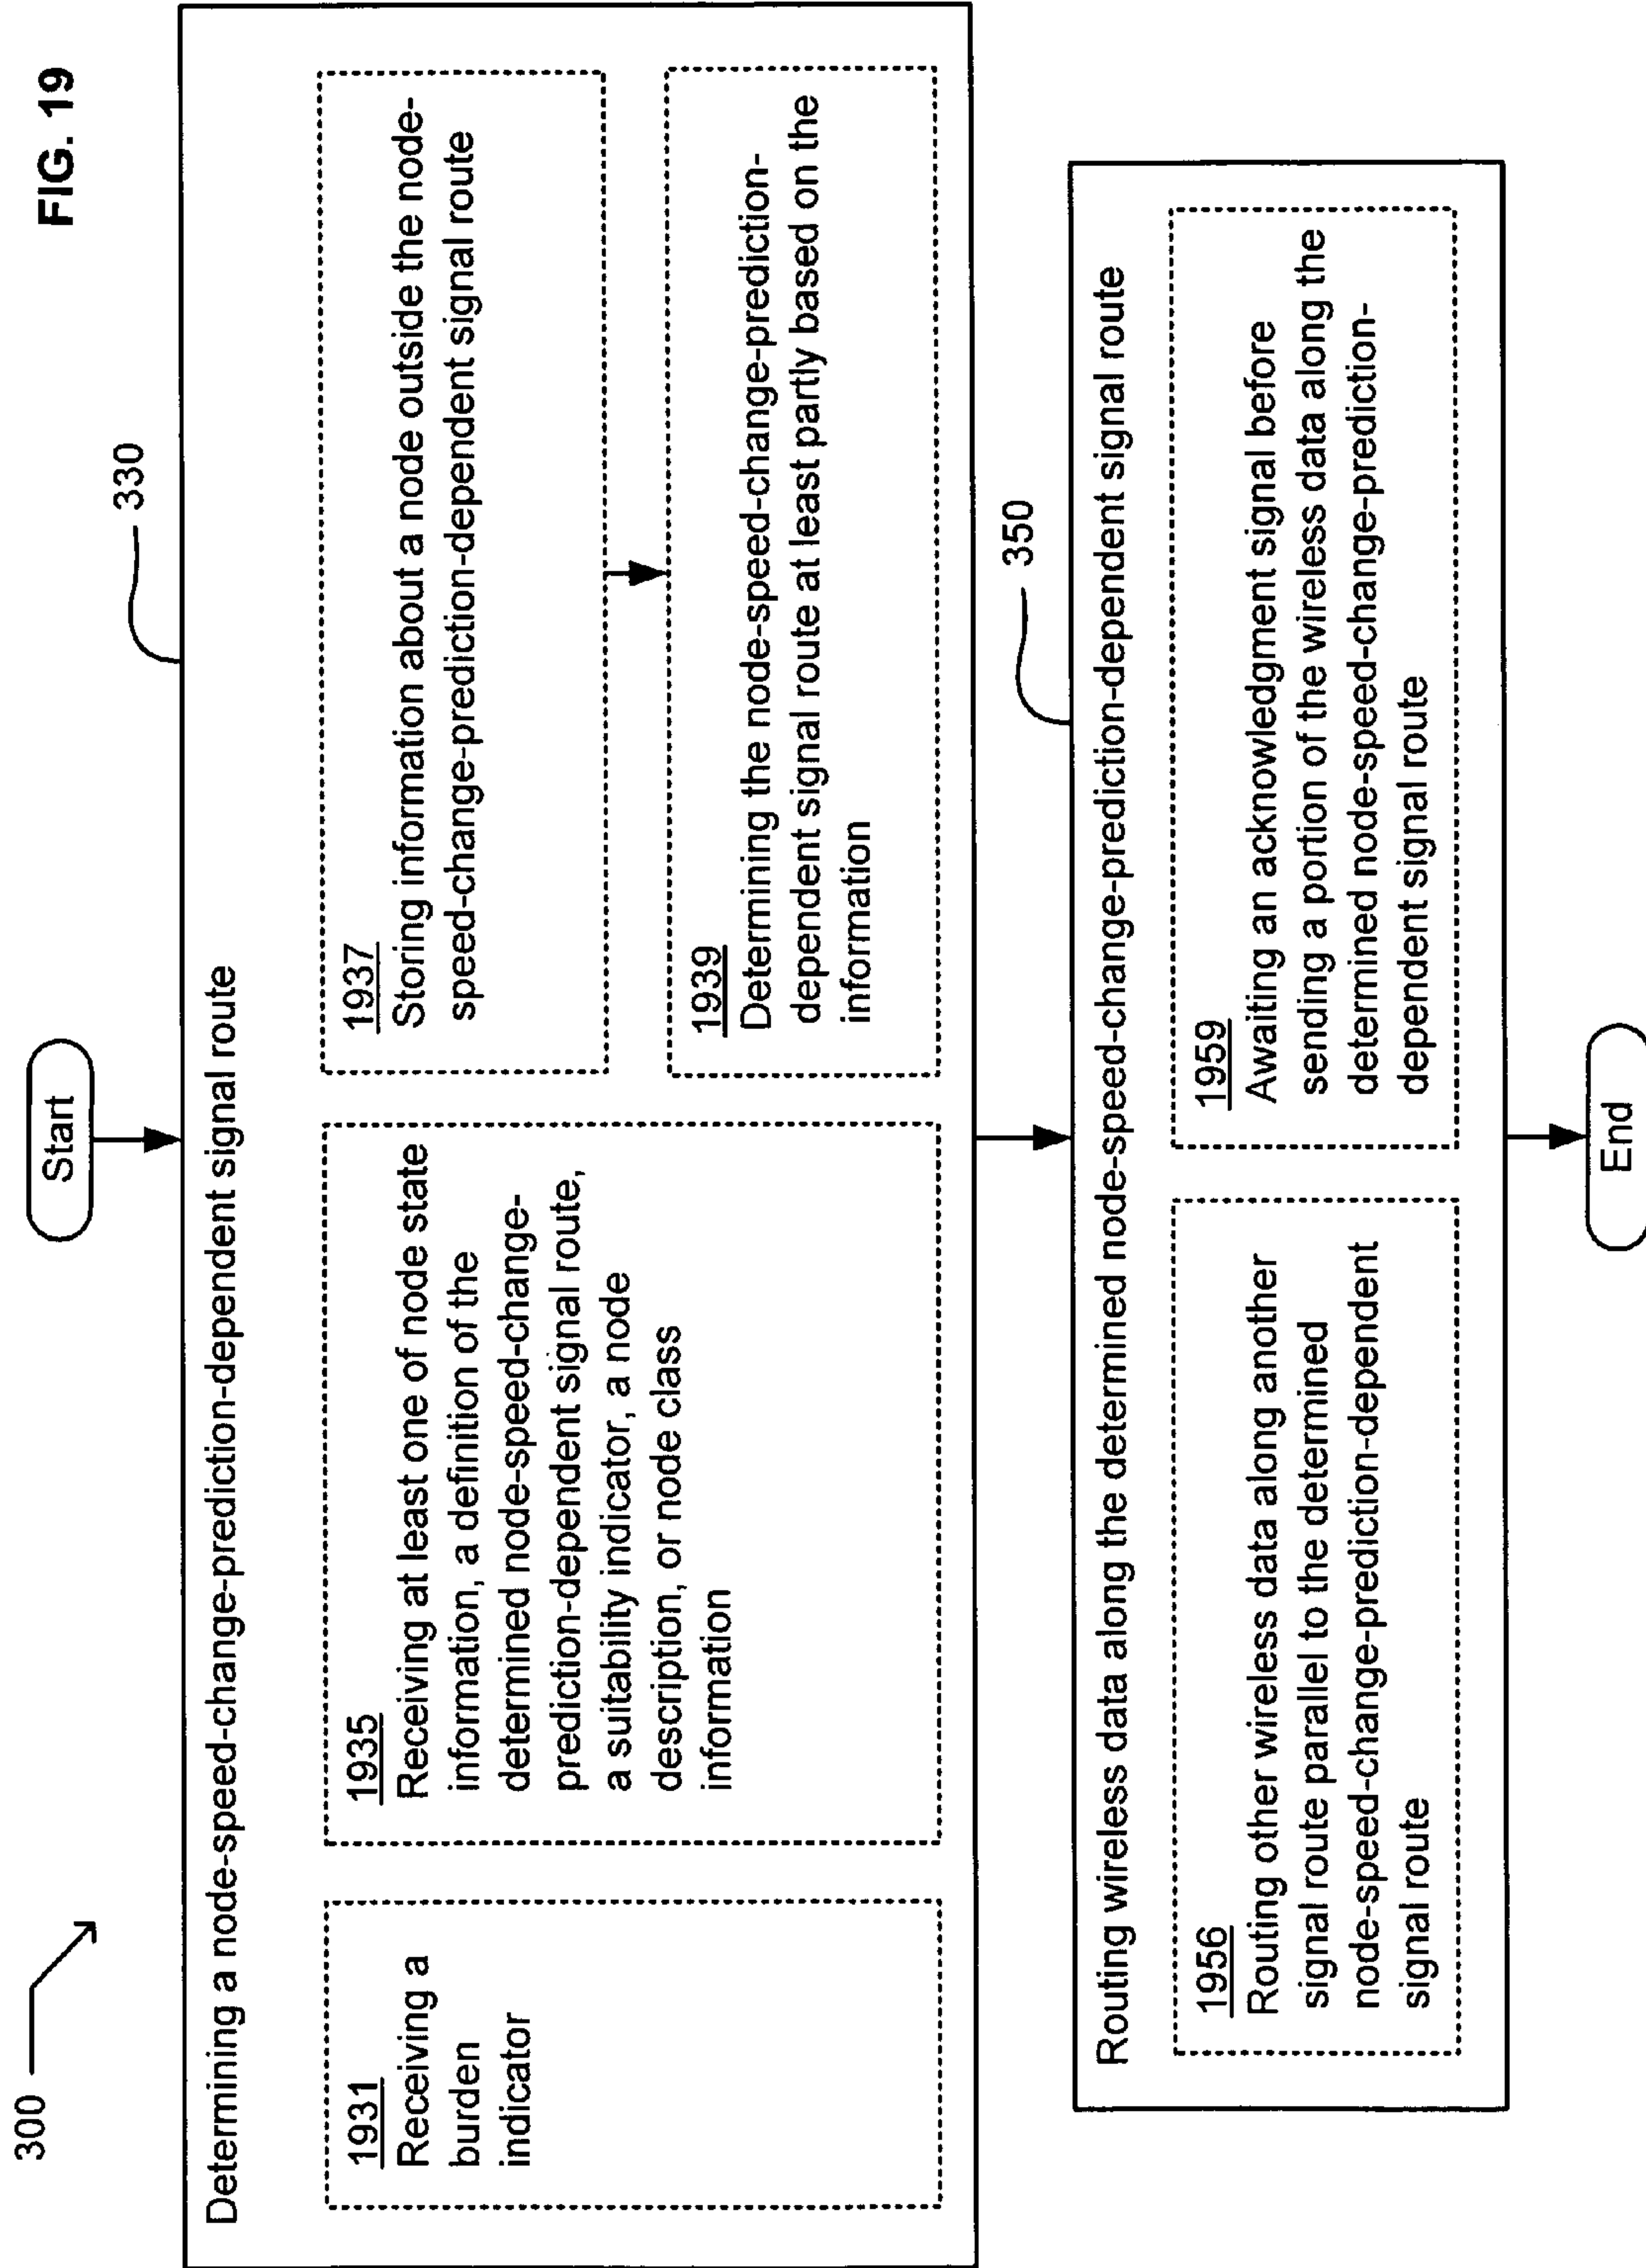 FIG. 19
300
Start
330
Determining a node-speed-change-prediction-dependent signal route
1931
Receiving a
burden
indicator
1935
Receiving at least one of node state
information, a definition of the
determined node-speed-change-
prediction-dependent signal route,
a suitability indicator, a node
description, or node class
information
1937
Storing information about a node outside the node-
speed-change-prediction-dependent signal route
1939
Determining the node-speed-change-prediction-
dependent signal route at least partly based on the
information
350
Routing wireless data along the determined node-speed-change-prediction-dependent signal route
1956
Routing other wireless data along another
signal route parallel to the determined
node-speed-change-prediction-dependent
signal route
1959
Awaiting an acknowledgment signal before
sending a portion of the wireless data along the
determined node-speed-change-prediction-
dependent signal route
End